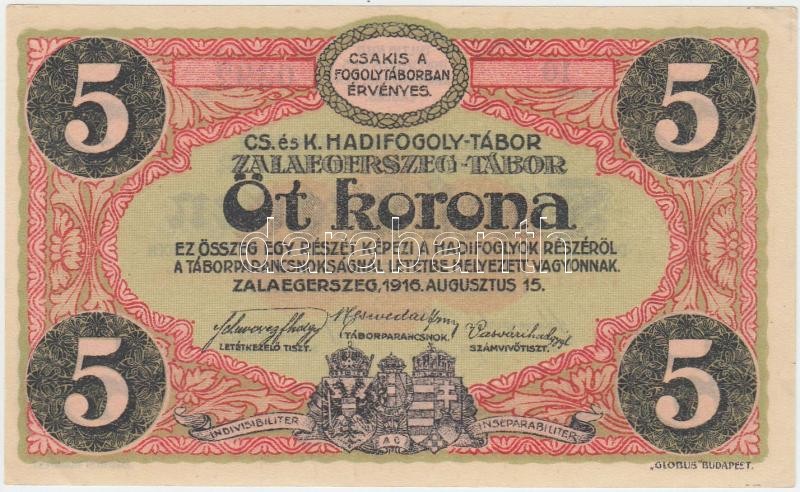 5
CSAKIS A
FOGOLYTÁBORBAN
ÉRVÉNYES.
5
CS. és K. HADIFOGOLY-TÁBOR
ZALAEGERSZEG-TÁBOR
Öt korona
EZ ÖSSZEG EGY RÉSZÉT KÉPEZI A HADIFOGLYOK RÉSZÉRŐL
A TÁBORPARANCSNOKSÁGNÁL LETÉTBE HELYEZETT VAGYONNAK.
ZALAEGERSZEG, 1916. AUGUSZTUS 15.
LETÉTKEZELŐ TISZT.
TÁBORPARANCSNOK.
SZÁMVIVŐTISZT.
5
INDIVISIBILITER
AC
INSEPARABILITER
5
„GLOBUS" BUDAPEST.
darabanth